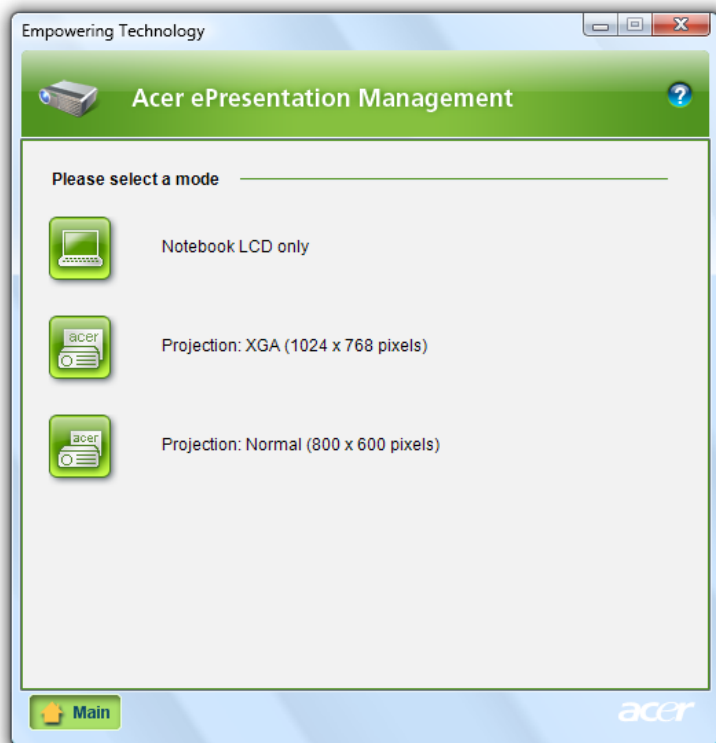 Empowering Technology
Acer ePresentation Management
?
Please select a mode
Notebook LCD only
acer
Projection: XGA (1024 x 768 pixels)
acer
Projection: Normal (800 x 600 pixels)
Main
acer